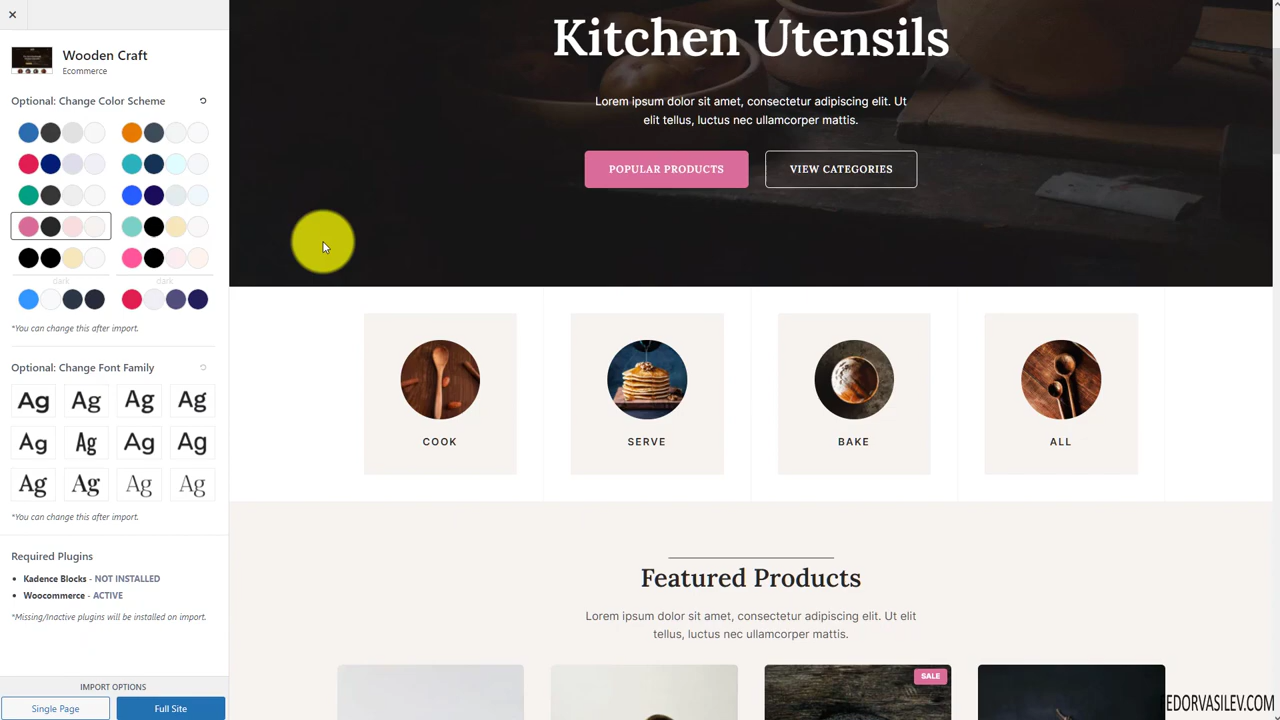 Wooden Craft
Ecommerce
Optional: Change Color Scheme
dark
dark
*You can change this after import.
Optional: Change Font Family
Ag Ag Ag Ag
Ag Ag Ag Ag
Ag Ag Ag Ag
*You can change this after import.
Required Plugins
Kadence Blocks - NOT INSTALLED
Woocommerce - ACTIVE
*Missing/Inactive plugins will be installed on import.
IMPORT OPTIONS
Single Page
Full Site
Kitchen Utensils
Lorem ipsum dolor sit amet, consectetur adipiscing elit. Ut
elit tellus, luctus nec ullamcorper mattis.
POPULAR PRODUCTS
VIEW CATEGORIES
COOK
SERVE
BAKE
ALL
Featured Products
Lorem ipsum dolor sit amet, consectetur adipiscing elit. Ut elit
tellus, luctus nec ullamcorper mattis.
SALE
EDORVASILEV.COM